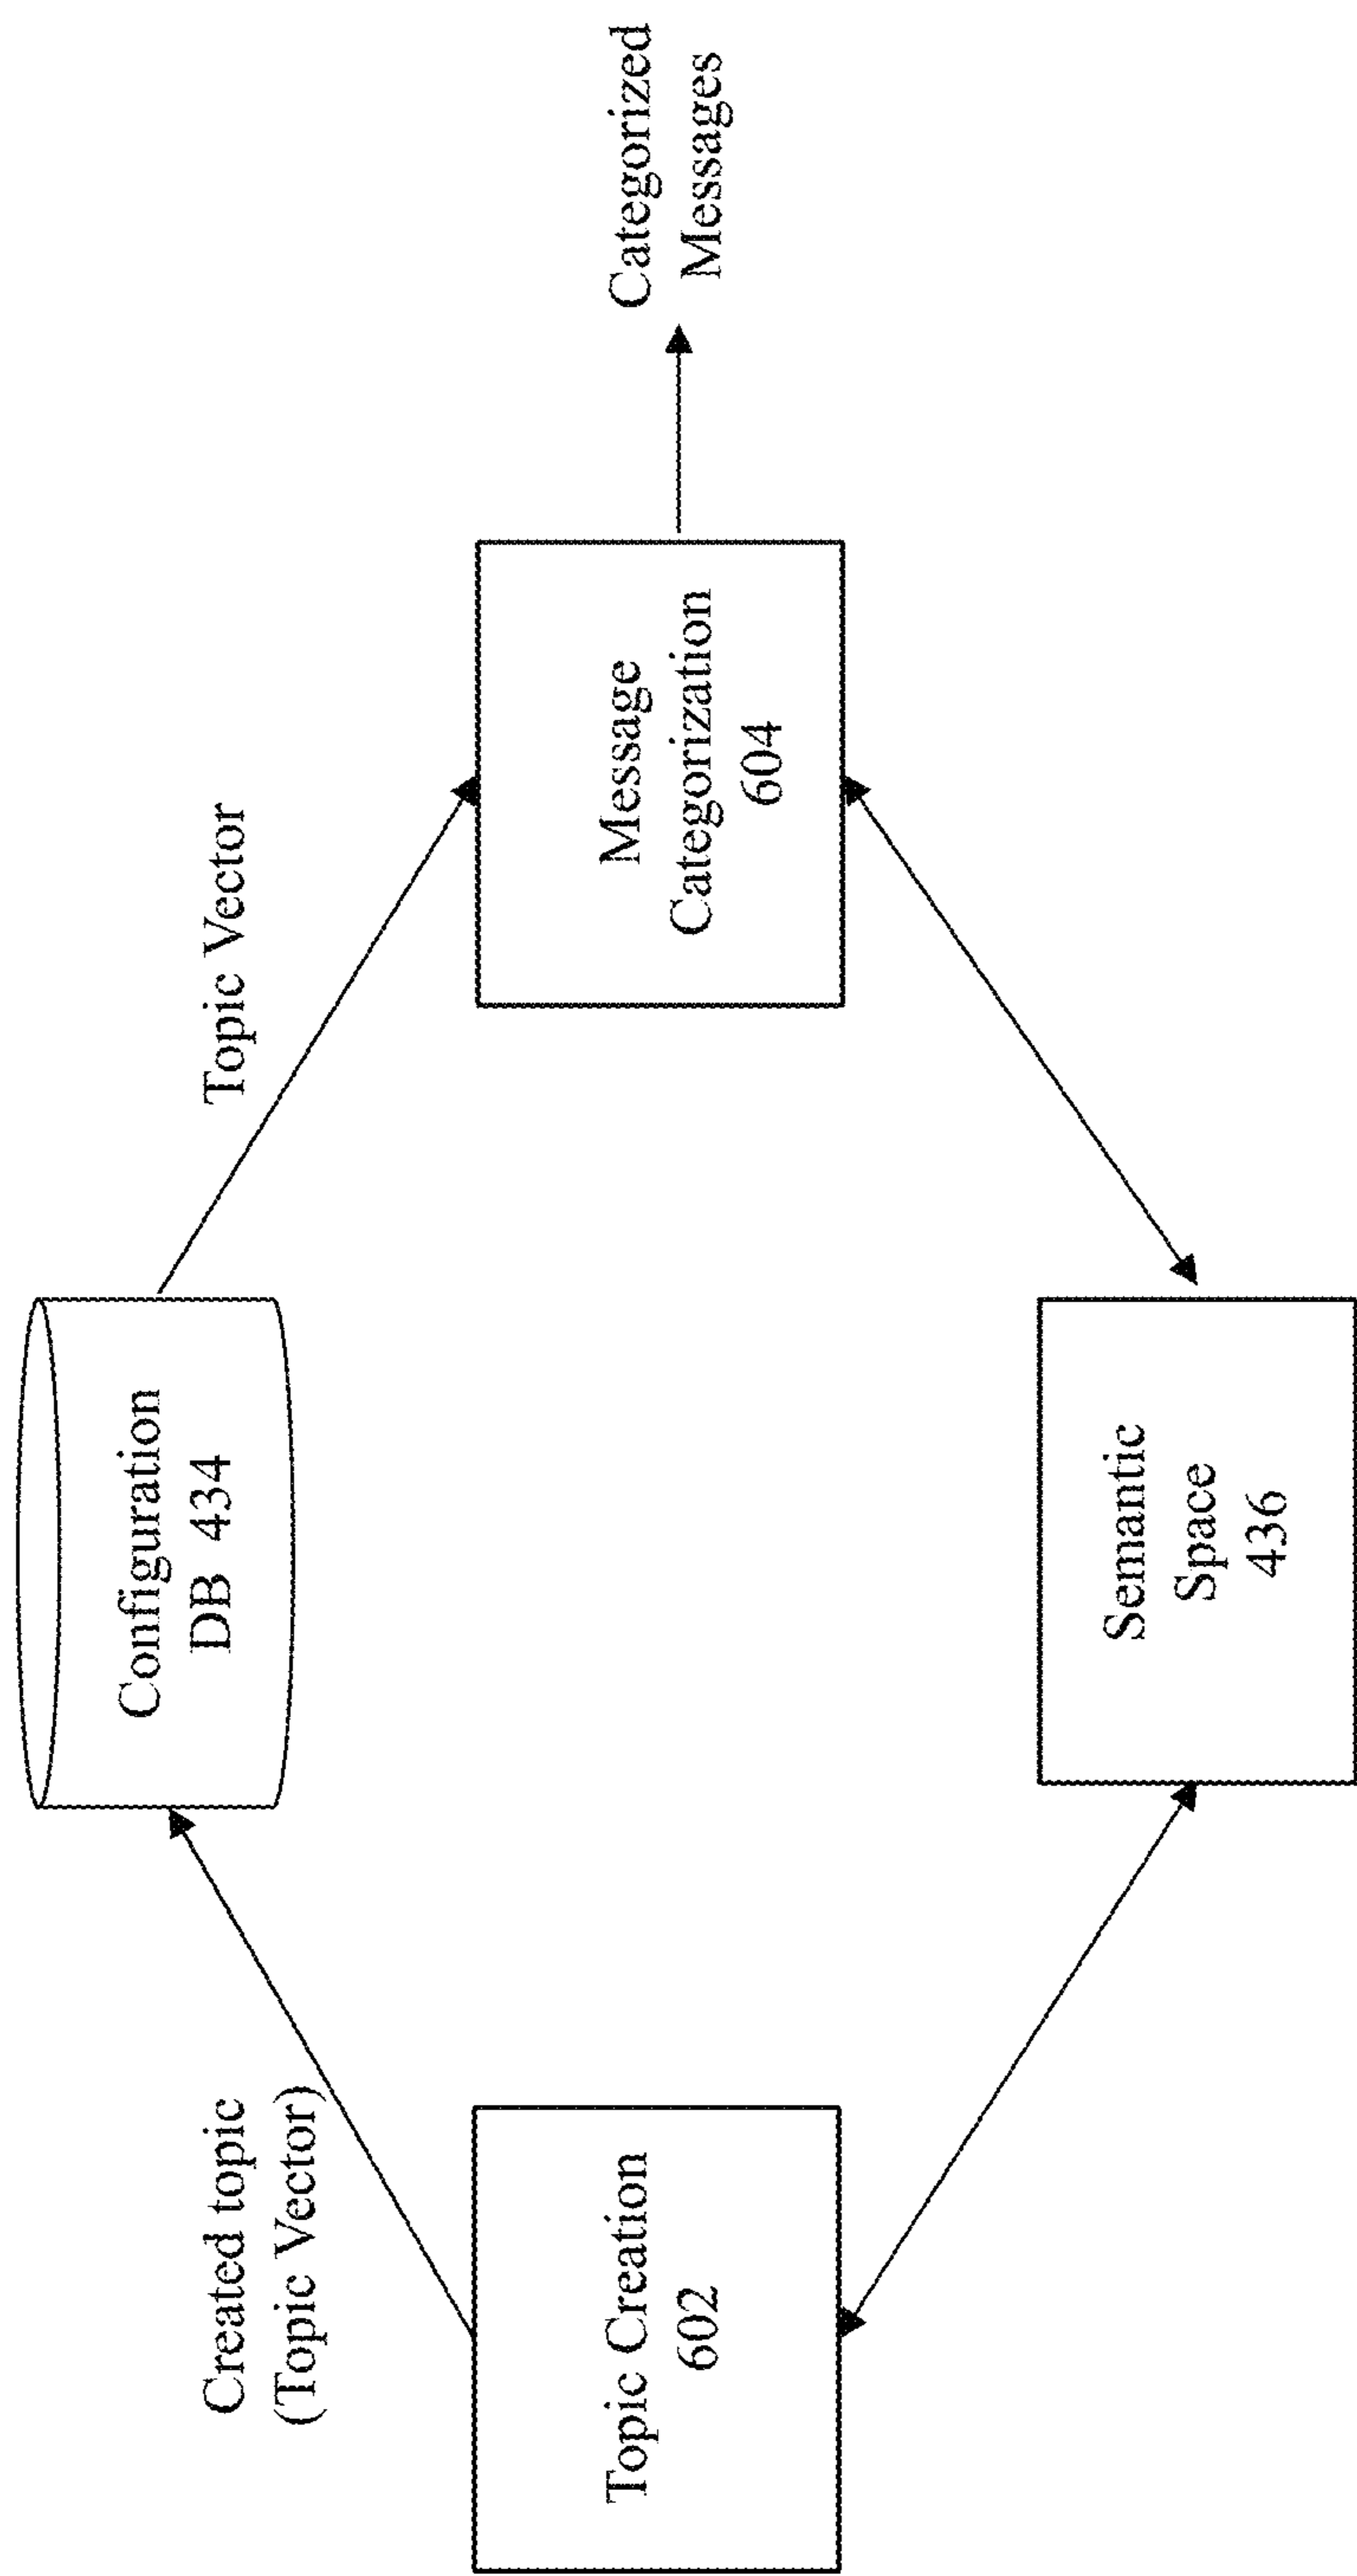 Created topic
(Topic Vector)
Configuration
DB 434
Topic Vector
Topic Creation
602
Message
Categorization
604
Categorized
Messages
Semantic
Space
436